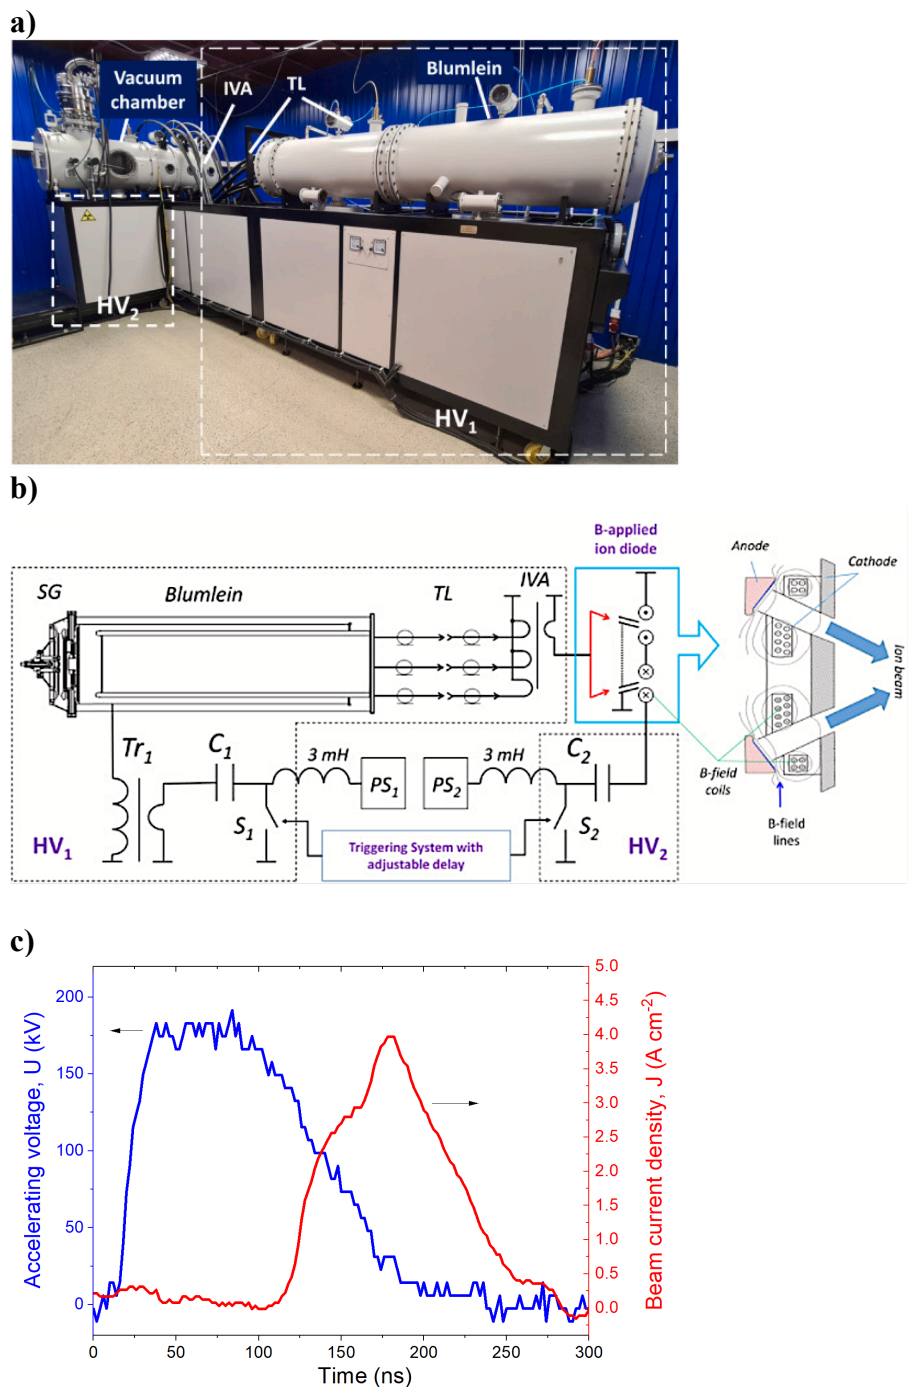 a)
Vacuum
chamber
IVA
TL
Blumlein
HV₂
HV₁
b)
B-applied
ion diode
Anode
Cathode
SG
Blumlein
TL
IVA
Ion beam
Tr₁
C₁
3 mH
3 mH
C₂
B-field
coils
PS₁
PS₂
S₁
S₂
B-field
lines
HV₁
Triggering System with
adjustable delay
HV₂
c)
Accelerating voltage, U (kV)
200
150
100
50
0
5.0
4.5
4.0
3.5
3.0
2.5
2.0
1.5
1.0
0.5
0.0
Beam current density, J (A cm⁻²)
0
50
100
150
200
250
300
Time (ns)